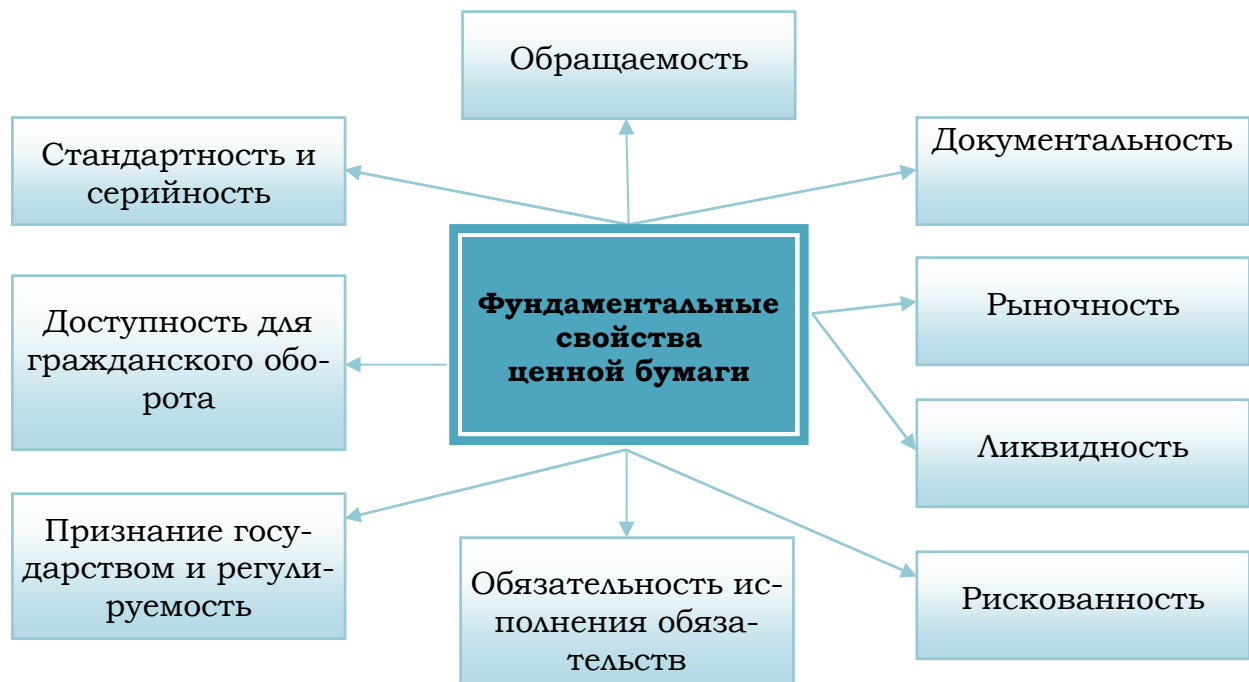 Обращаемость
Стандартность и
серийность
Документальность
Фундаментальные
свойства
ценной бумаги
Доступность для
гражданского обо-
рота
Рыночность
Ликвидность
Признание госу-
дарством и регули-
руемость
Обязательность ис-
полнения обяза-
тельств
Рискованность